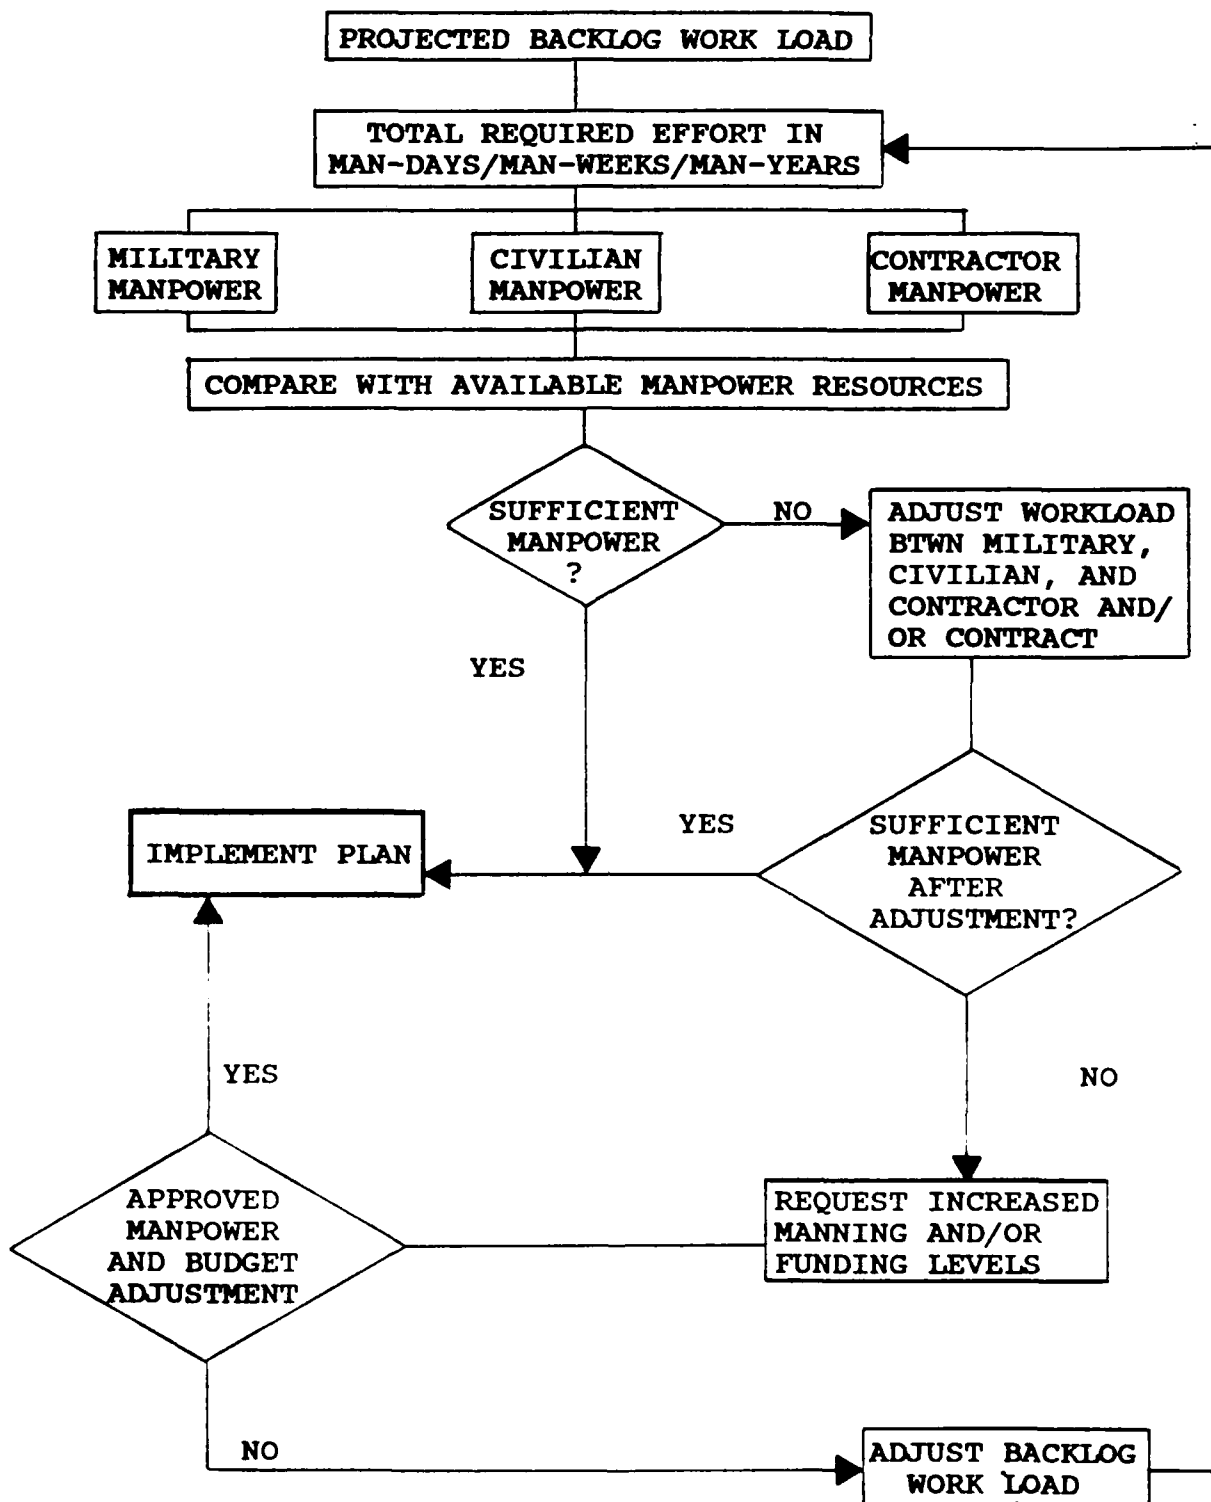 PROJECTED BACKLOG WORK LOAD
TOTAL REQUIRED EFFORT IN
MAN-DAYS/MAN-WEEKS/MAN-YEARS
MILITARY
MANPOWER
CIVILIAN
MANPOWER
CONTRACTOR
MANPOWER
COMPARE WITH AVAILABLE MANPOWER RESOURCES
SUFFICIENT
MANPOWER
?
NO
ADJUST WORKLOAD
BTWN MILITARY,
CIVILIAN, AND
CONTRACTOR AND/
OR CONTRACT
YES
IMPLEMENT PLAN
YES
SUFFICIENT
MANPOWER
AFTER
ADJUSTMENT?
YES
NO
APPROVED
MANPOWER
AND BUDGET
ADJUSTMENT
REQUEST INCREASED
MANNING AND/OR
FUNDING LEVELS
NO
ADJUST BACKLOG
WORK LOAD